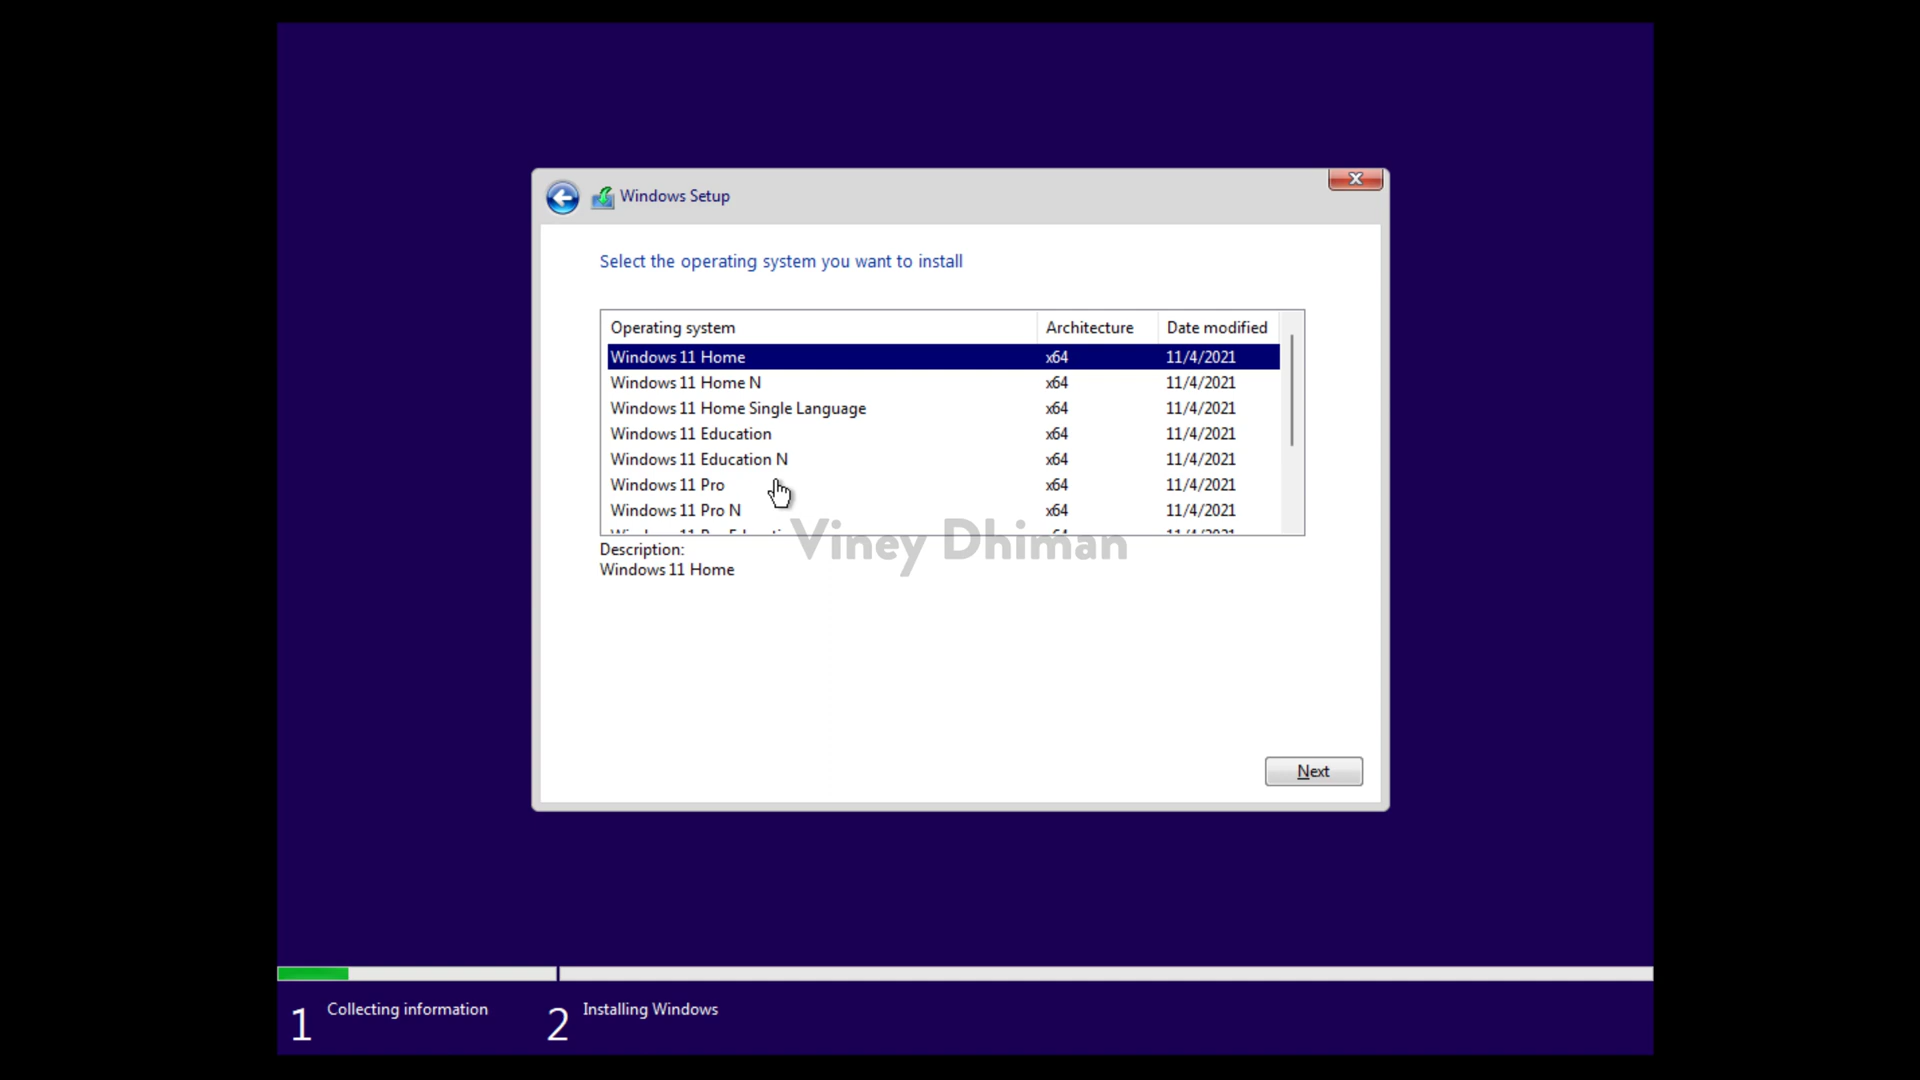 Windows Setup
Select the operating system you want to install
Operating system Architecture Date modified
Windows 11 Home x64 11/4/2021
Windows 11 Home N x64 11/4/2021
Windows 11 Home Single Language x64 11/4/2021
Windows 11 Education x64 11/4/2021
Windows 11 Education N x64 11/4/2021
Windows 11 Pro x64 11/4/2021
Windows 11 Pro N x64 11/4/2021
Viney Dhiman
Description:
Windows 11 Home
Next
1 Collecting information 2 Installing Windows